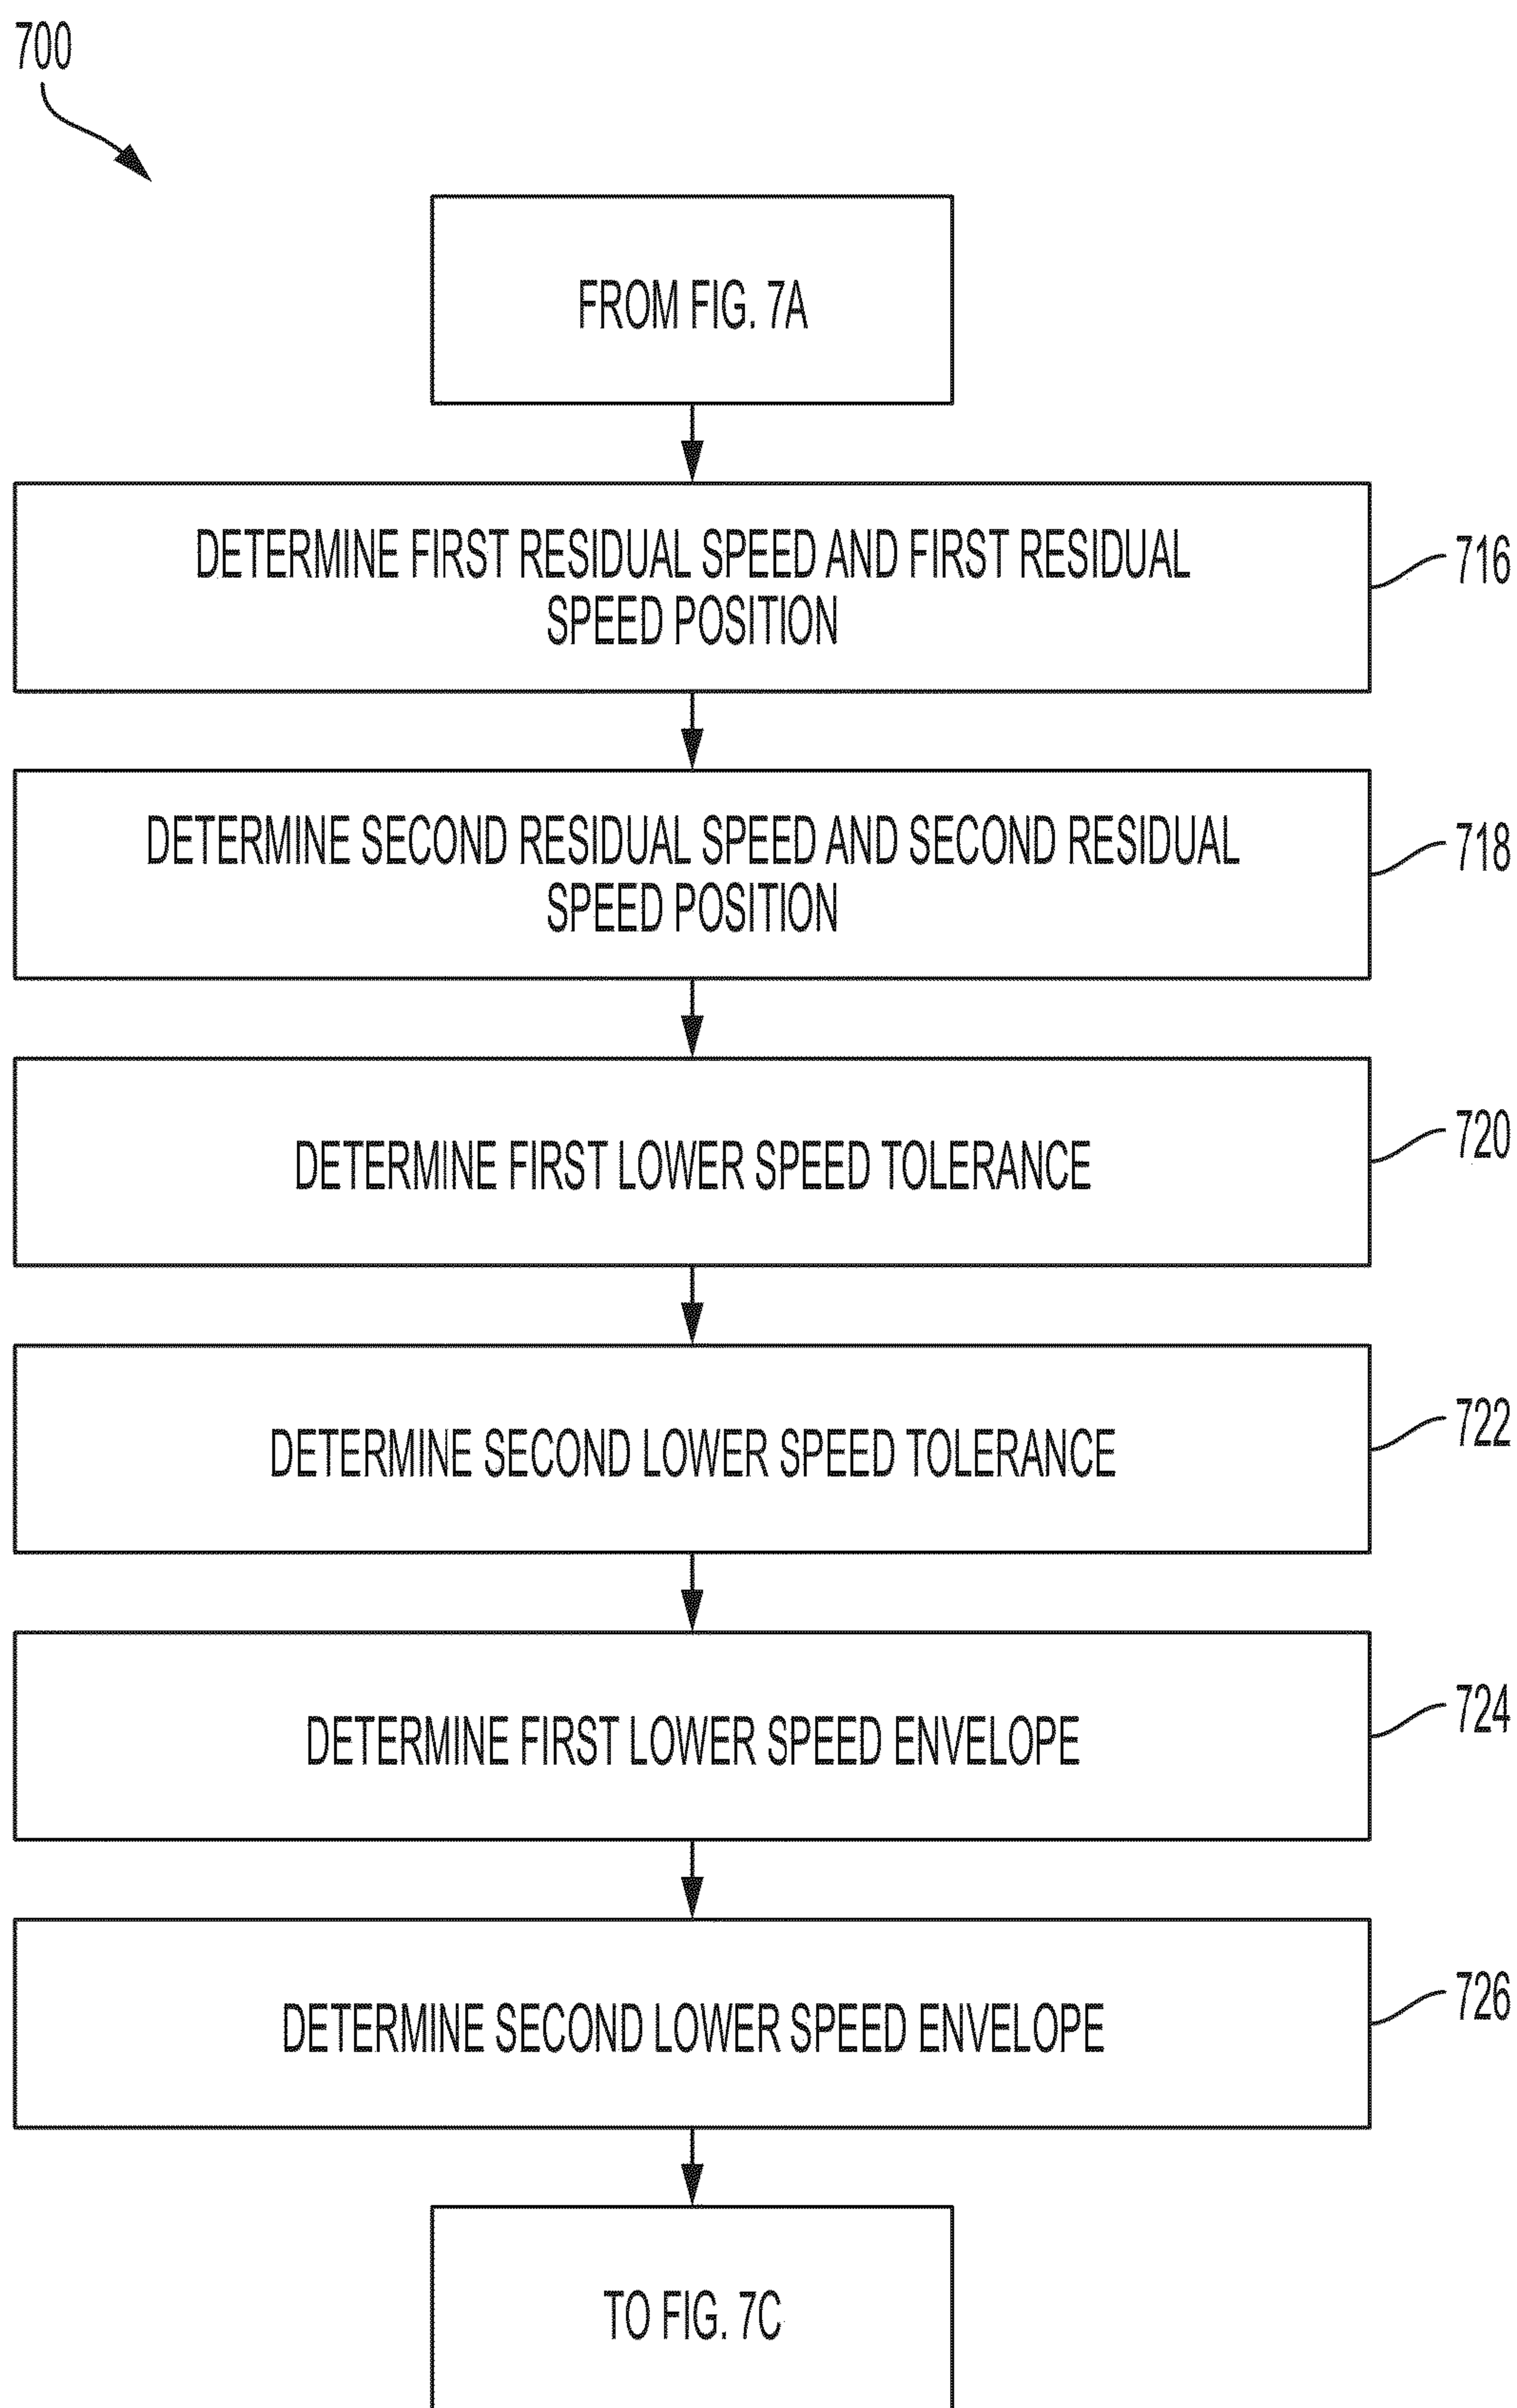 700
FROM FIG. 7A
DETERMINE FIRST RESIDUAL SPEED AND FIRST RESIDUAL
SPEED POSITION
716
DETERMINE SECOND RESIDUAL SPEED AND SECOND RESIDUAL
SPEED POSITION
718
DETERMINE FIRST LOWER SPEED TOLERANCE
720
DETERMINE SECOND LOWER SPEED TOLERANCE
722
DETERMINE FIRST LOWER SPEED ENVELOPE
724
DETERMINE SECOND LOWER SPEED ENVELOPE
726
TO FIG. 7C